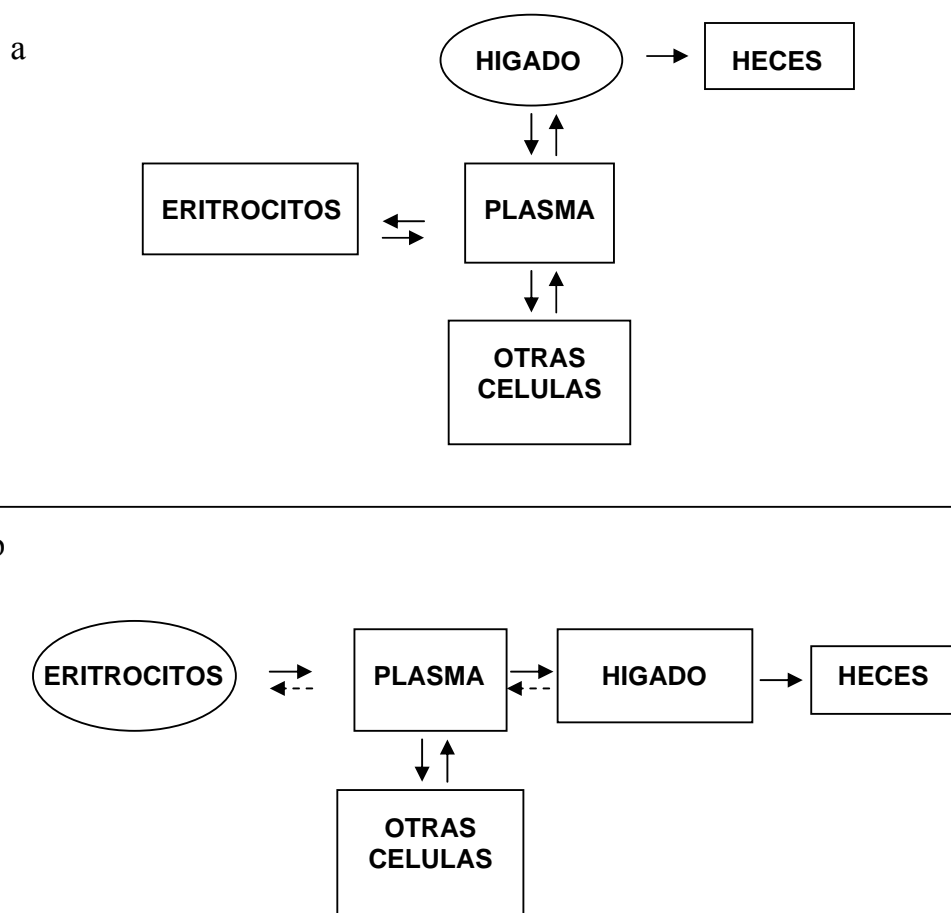 a
HIGADO
HECES
ERITROCITOS
PLASMA
OTRAS
CELULAS
ERITROCITOS
PLASMA
HIGADO
HECES
OTRAS
CELULAS